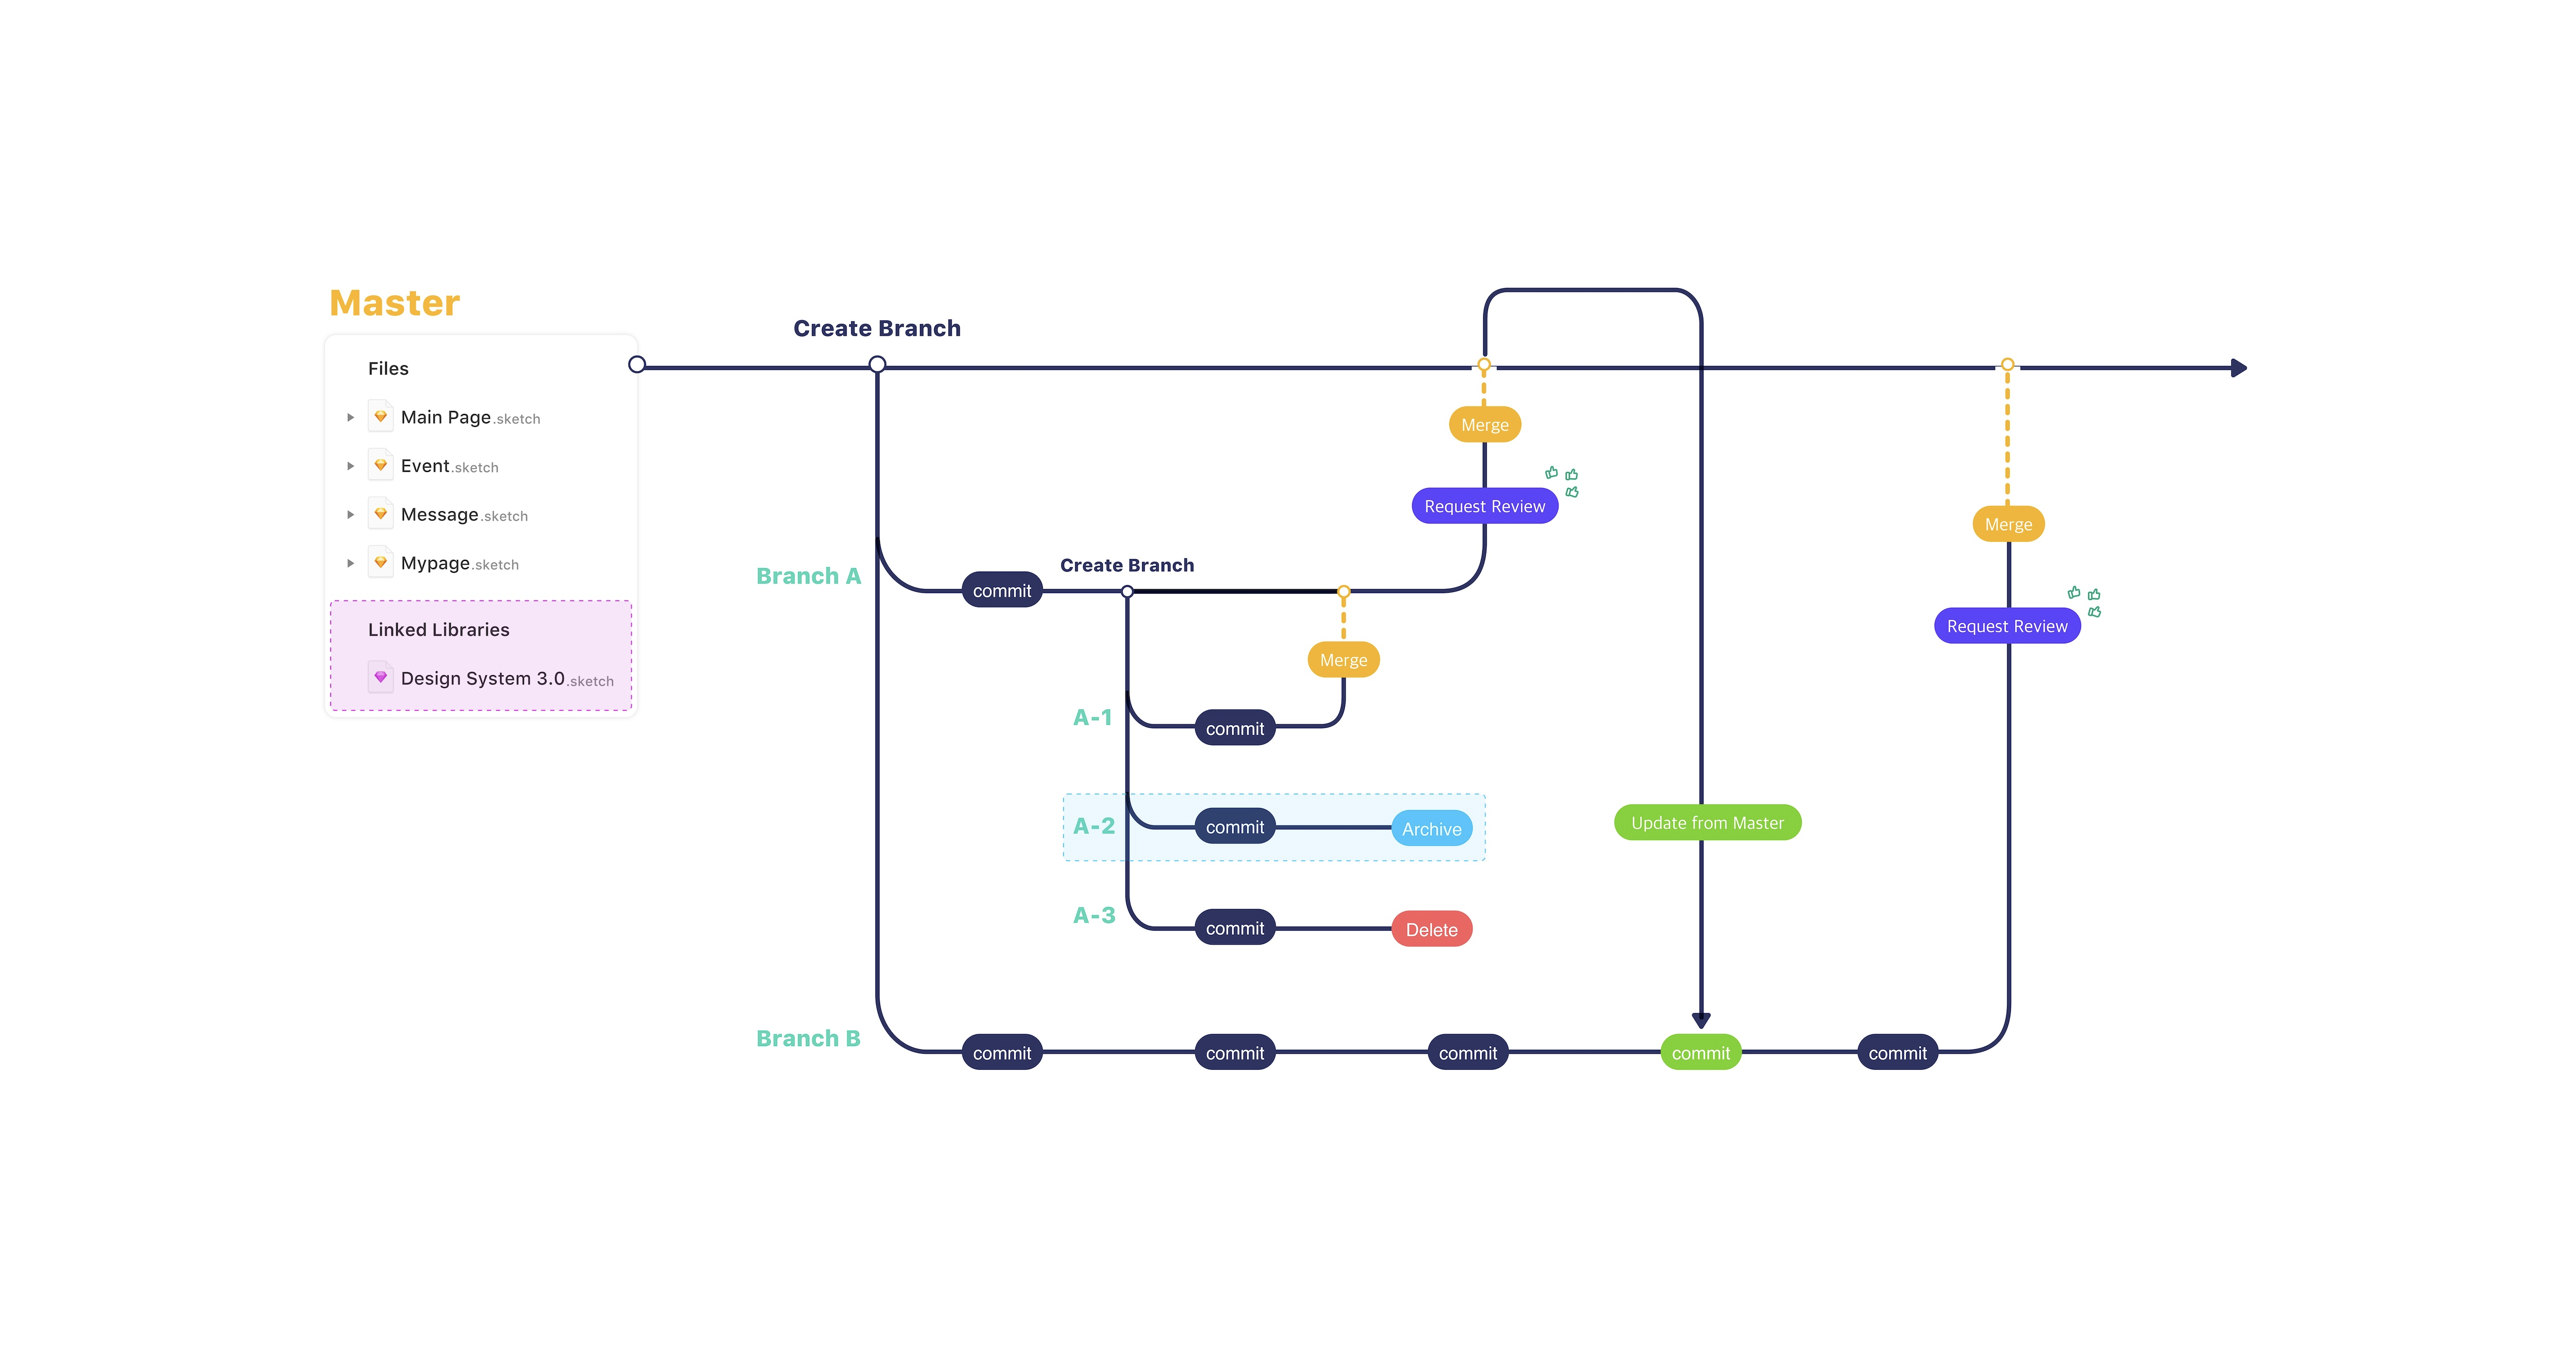 Master
Files
Main Page.sketch
Event.sketch
Message.sketch
Mypage.sketch
Linked Libraries
Design System 3.0.sketch
Create Branch
Merge
Request Review
Branch A
commit
Create Branch
Merge
A-1
commit
A-2
commit
Archive
A-3
commit
Delete
Update from Master
Merge
Request Review
Branch B
commit
commit
commit
commit
commit